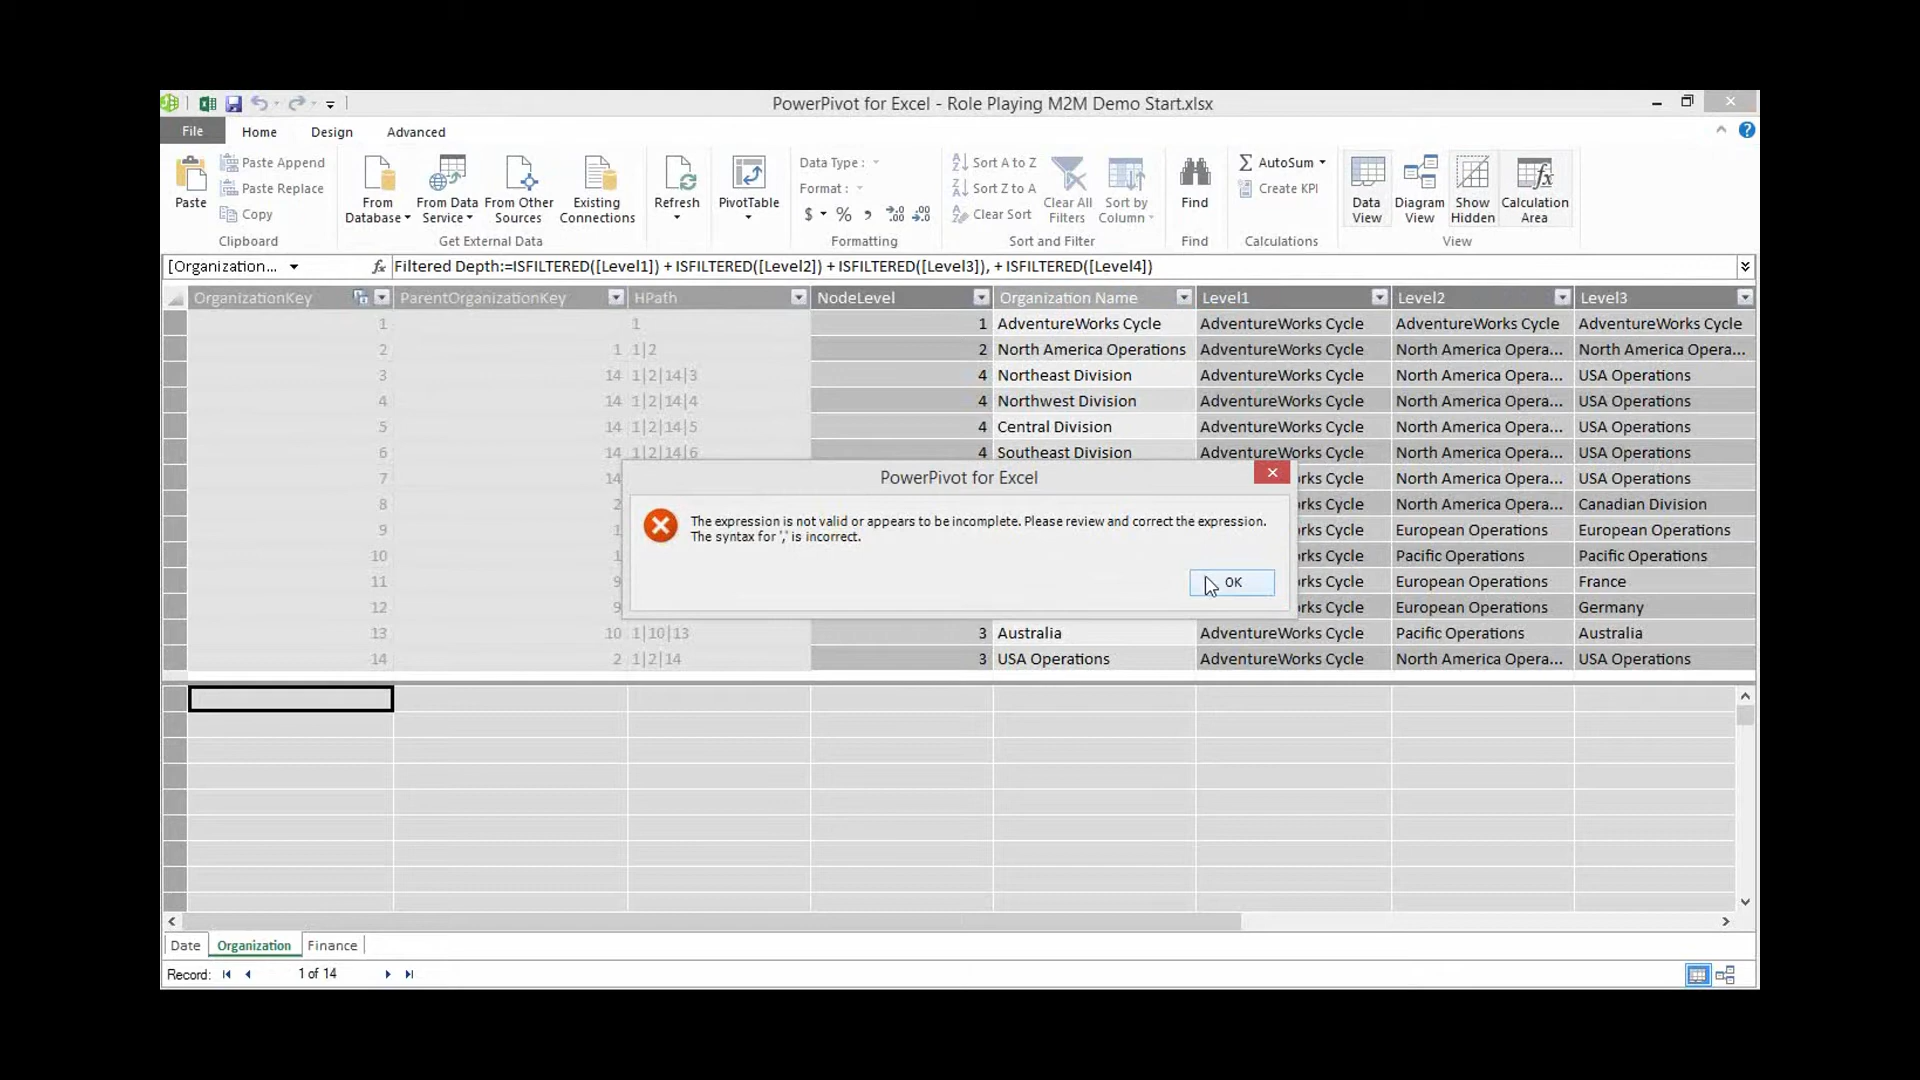 PowerPivot for Excel - Role Playing M2M Demo Start.xlsx
File Home Design Advanced
Paste
Paste Append
Paste Replace
Copy
Clipboard
From Database
From Data Service
From Other Sources
Existing Connections
Get External Data
Refresh
PivotTable
Data Type :
Format :
$ % , .00 .00
Formatting
Sort A to Z
Sort Z to A
Clear Sort
Clear All Filters
Sort by Column
Sort and Filter
Find
Find
AutoSum
Create KPI
Calculations
Data View
Diagram View
Show Hidden
Calculation Area
View
[Organization... fx Filtered Depth:=ISFILTERED([Level1]) + ISFILTERED([Level2]) + ISFILTERED([Level3]), + ISFILTERED([Level4])
OrganizationKey ParentOrganizationKey HPath NodeLevel Organization Name Level1 Level2 Level3
1 1 1 AdventureWorks Cycle AdventureWorks Cycle AdventureWorks Cycle AdventureWorks Cycle
2 1 1|2 2 North America Operations AdventureWorks Cycle North America Opera... North America Opera...
3 14 1|2|14|3 4 Northeast Division AdventureWorks Cycle North America Opera... USA Operations
4 14 1|2|14|4 4 Northwest Division AdventureWorks Cycle North America Opera... USA Operations
5 14 1|2|14|5 4 Central Division AdventureWorks Cycle North America Opera... USA Operations
6 14 1|2|14|6 4 Southeast Division AdventureWorks Cycle North America Opera... USA Operations
7 14 rks Cycle North America Opera... USA Operations
8 2 rks Cycle North America Opera... Canadian Division
9 1 rks Cycle European Operations European Operations
10 1 rks Cycle Pacific Operations Pacific Operations
11 9 rks Cycle European Operations France
12 9 rks Cycle European Operations Germany
13 10 1|10|13 3 Australia AdventureWorks Cycle Pacific Operations Australia
14 2 1|2|14 3 USA Operations AdventureWorks Cycle North America Opera... USA Operations
PowerPivot for Excel
The expression is not valid or appears to be incomplete. Please review and correct the expression.
The syntax for ',' is incorrect.
OK
Date Organization Finance
Record: 1 of 14